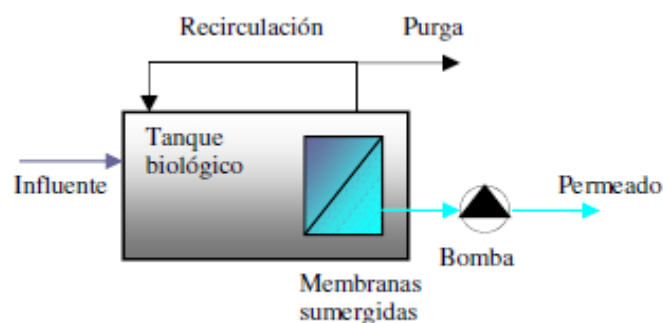 Recirculación
Purga
Tanque
biológico
Influente
Permeado
Bomba
Membranas
sumergidas